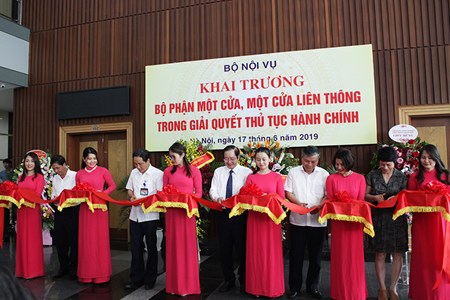 BỘ NỘI VỤ
KHAI TRƯƠNG
BỘ PHẬN MỘT CỬA, MỘT CỬA LIÊN THÔNG
TRONG GIẢI QUYẾT THỦ TỤC HÀNH CHÍNH
Hà Nội, ngày 17 tháng 5 năm 2019